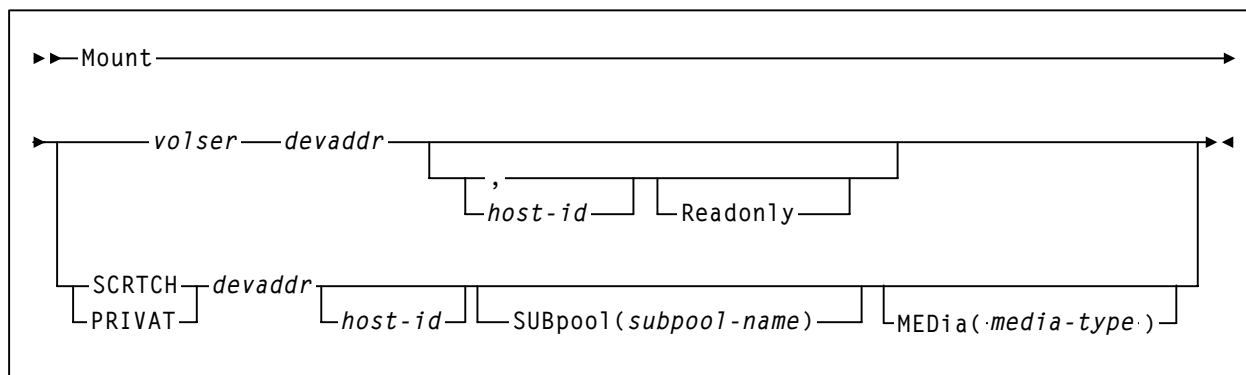 Mount
volser devaddr
,
host-id Readonly
SCRTCH devaddr
PRIVAT host-id SUBpool(subpool-name) MEDia(media-type)